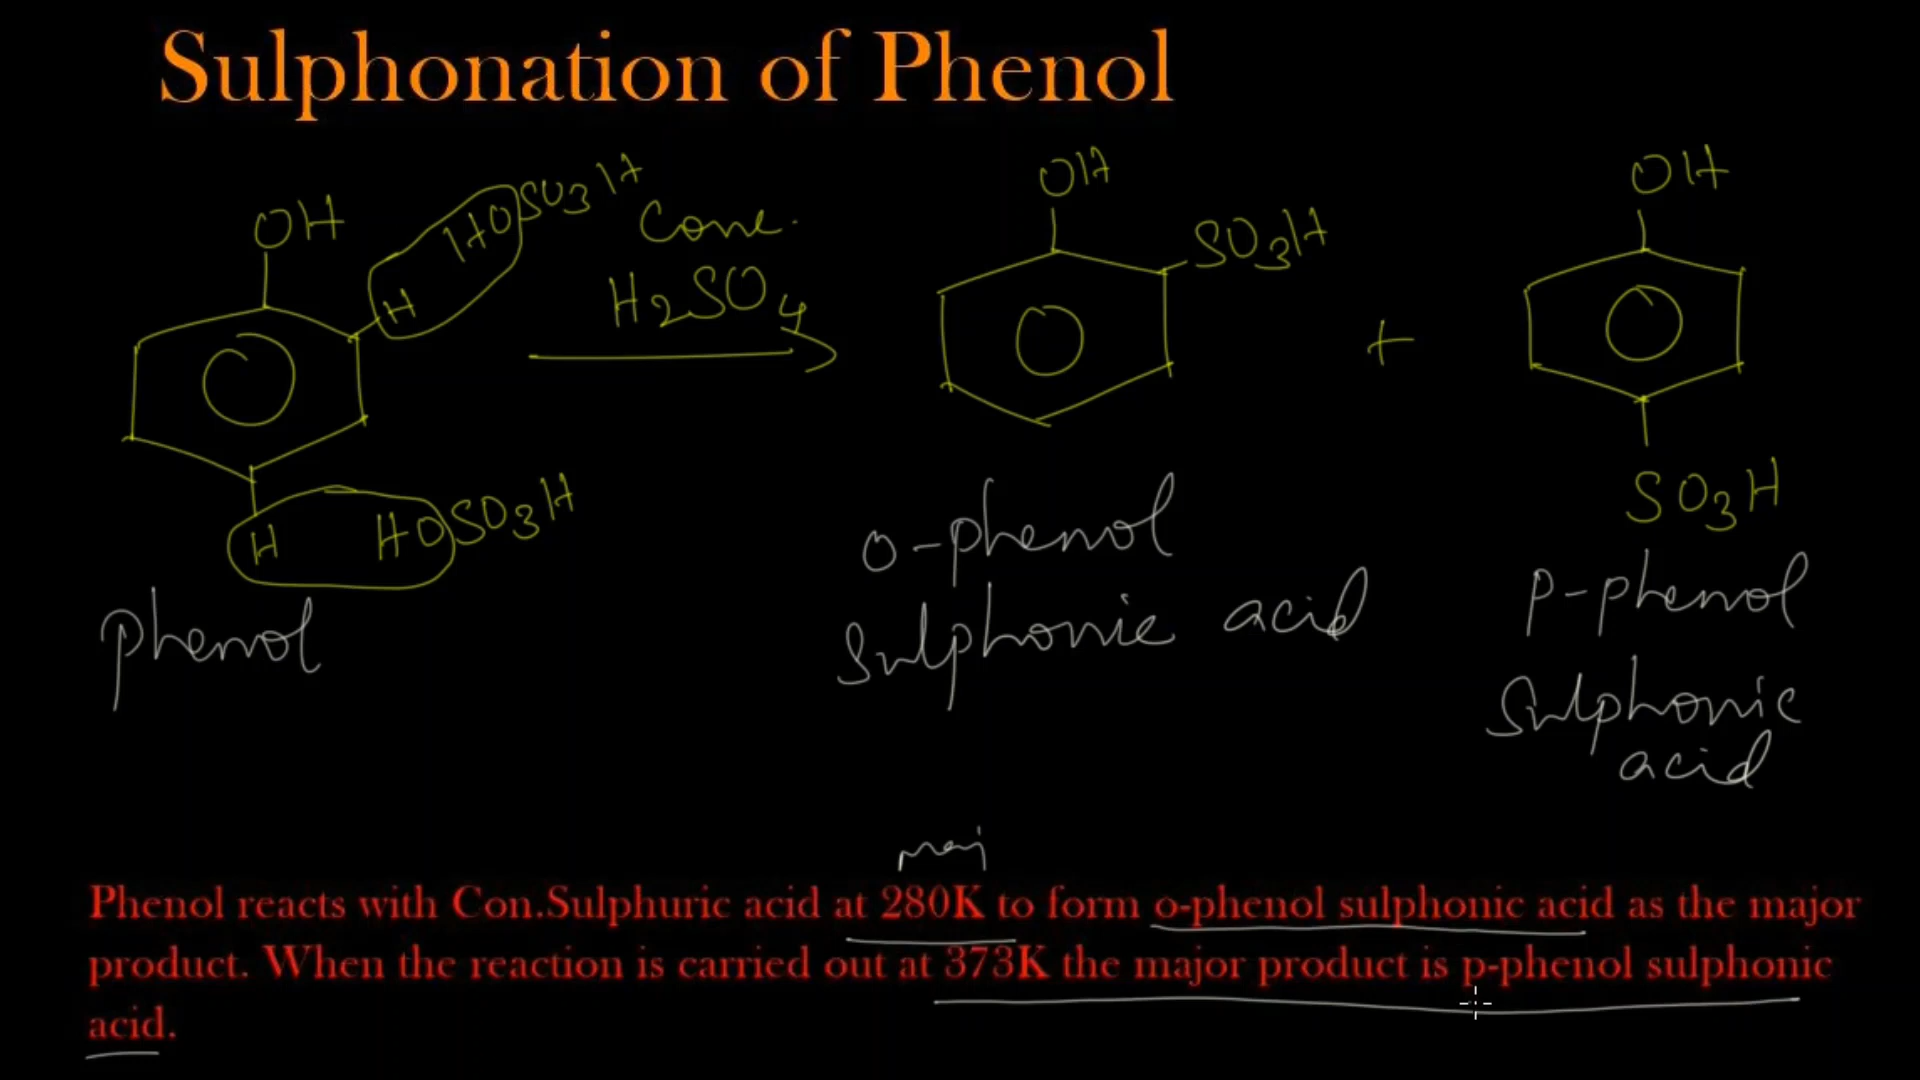 Sulphonation of Phenol
OH
H
HOSO3H
Conc.
H2SO4
OH
SO3H
+
OH
H
HOSO3H
SO3H
Phenol
o-phenol
sulphonic acid
P-phenol
Sulphonic
acid
maj
Phenol reacts with Con.Sulphuric acid at 280K to form o-phenol sulphonic acid as the major
product. When the reaction is carried out at 373K the major product is p-phenol sulphonic
acid.